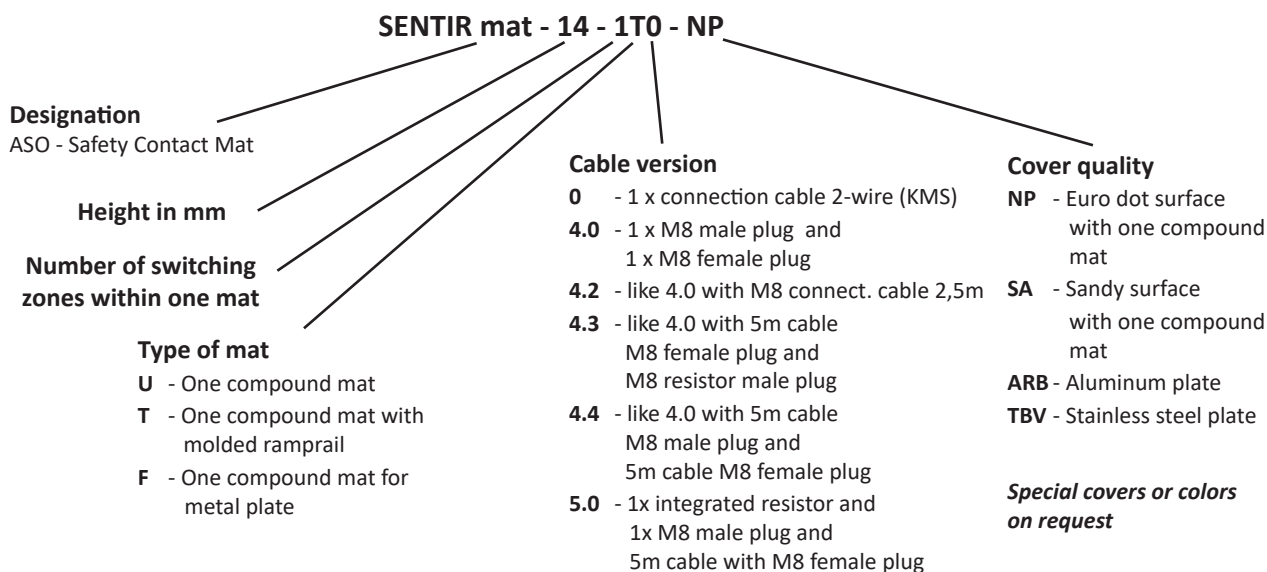 SENTIR mat - 14 - 1T0 - NP
Designation
ASO - Safety Contact Mat
Height in mm
Number of switching
zones within one mat
Type of mat
U - One compound mat
T - One compound mat with
molded ramprail
F - One compound mat for
metal plate
Cable version
0 - 1 x connection cable 2-wire (KMS)
4.0 - 1 x M8 male plug and
1 x M8 female plug
4.2 - like 4.0 with M8 connect. cable 2,5m
4.3 - like 4.0 with 5m cable
M8 female plug and
M8 resistor male plug
4.4 - like 4.0 with 5m cable
M8 male plug and
5m cable M8 female plug
5.0 - 1x integrated resistor and
1x M8 male plug and
5m cable with M8 female plug
Cover quality
NP - Euro dot surface
with one compound
mat
SA - Sandy surface
with one compound
mat
ARB - Aluminum plate
TBV - Stainless steel plate
Special covers or colors
on request